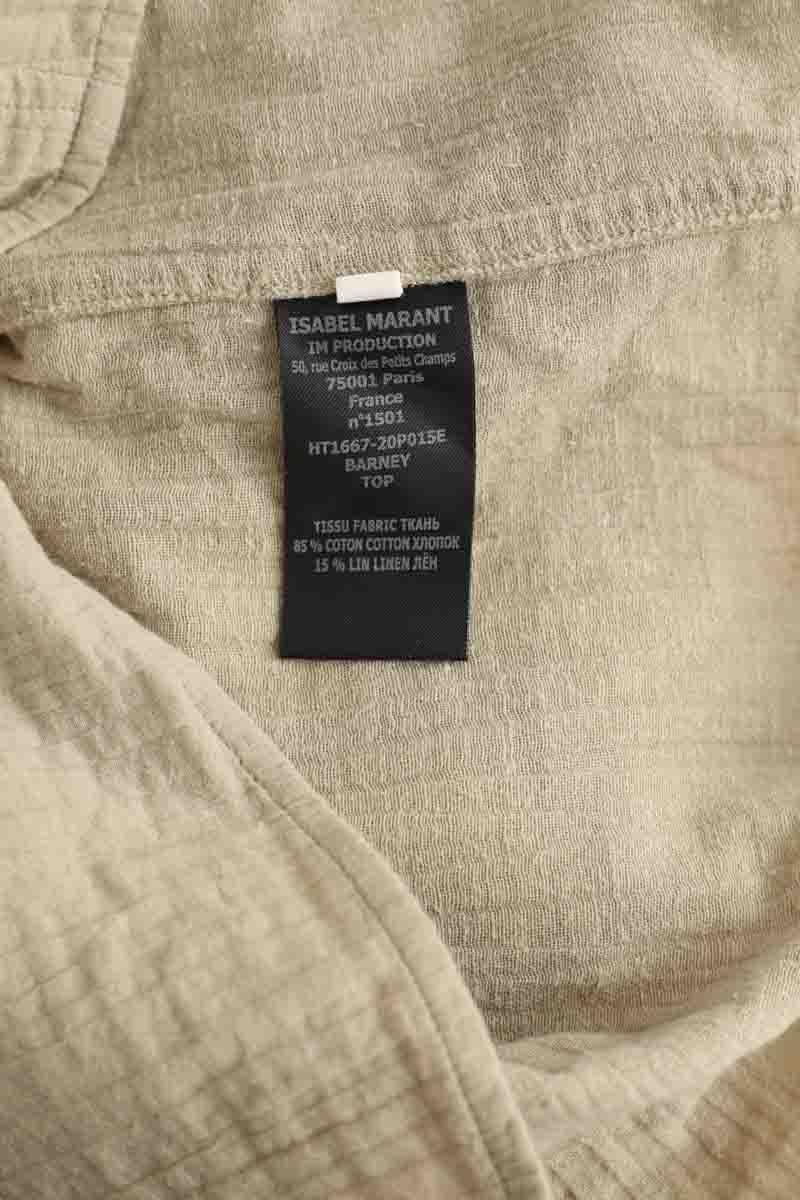 ISABEL MARANT
IM PRODUCTION
50, rue Croix des Petits Champs
75001 Paris
France
n°1501
HT1667-20P015E
BARNEY
TOP
TISSU FABRIC ТКАНЬ
85 % COTON COTTON ХЛОПОК
15 % LIN LINEN ЛЁН